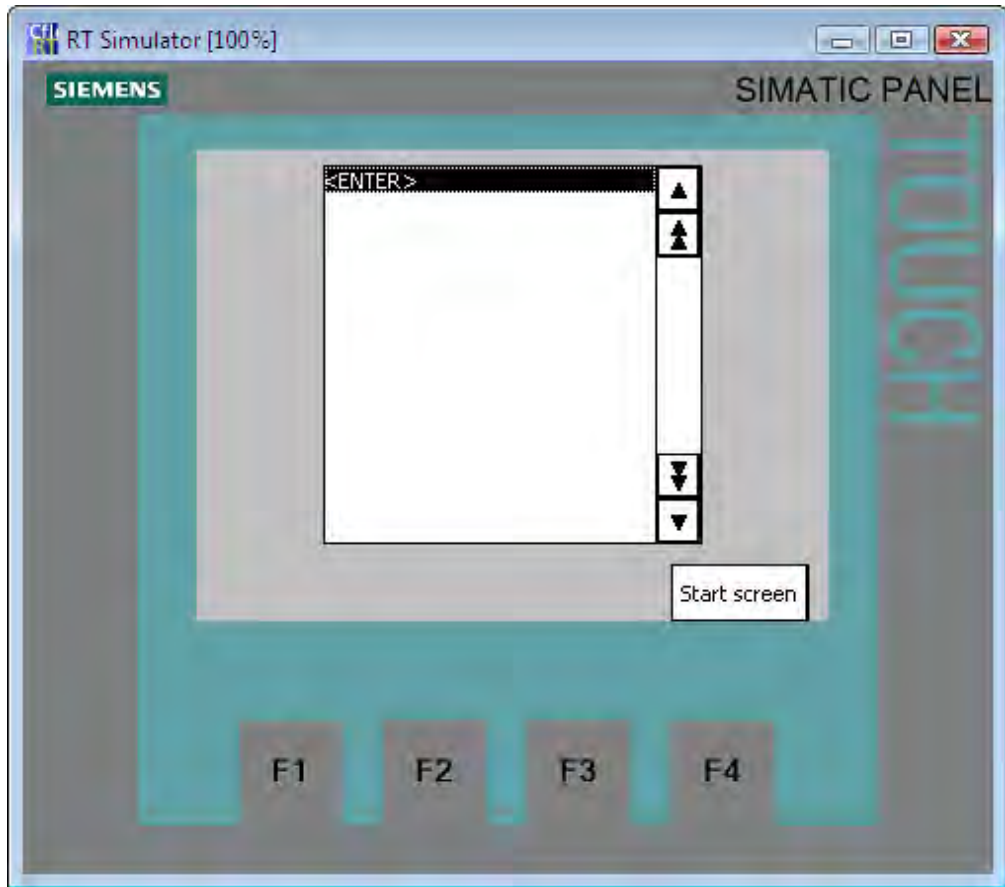 RT Simulator [100%]
SIEMENS
SIMATIC PANEL
TOUCH
<ENTER>
Start screen
F1
F2
F3
F4